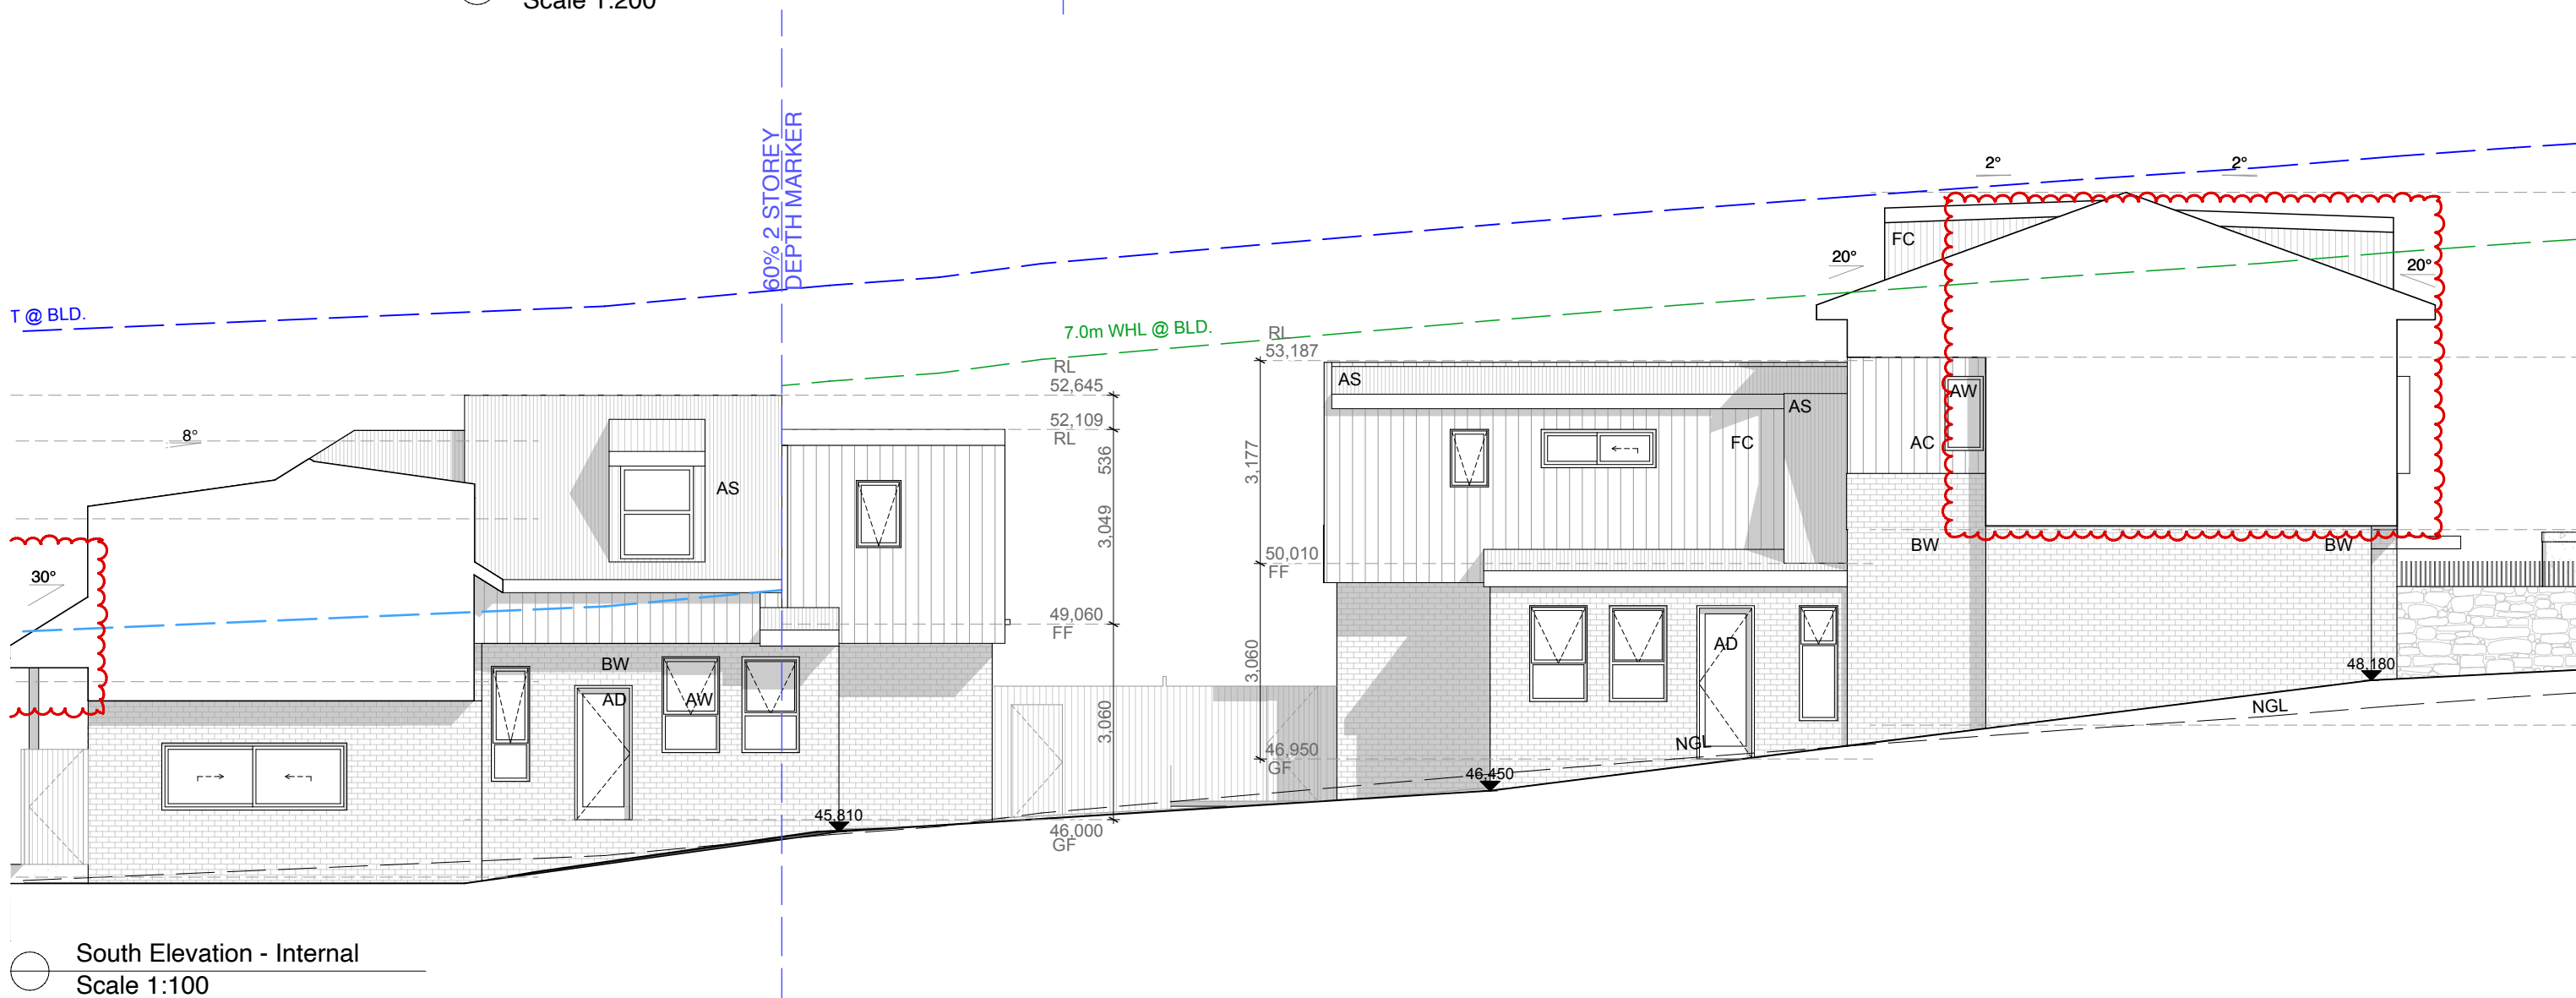 Scale 1:200
60% 2 STOREY
DEPTH MARKER
T @ BLD.
7.0m WHL @ BLD.
2°
2°
20°
20°
FC
8°
30°
RL
52,645
52,109
RL
536
3,049
49,060
FF
3,060
46,000
GF
RL
53,187
3,177
50,010
FF
3,060
46,950
GF
AS
BW
AD
AW
45,810
AS
AS
FC
AD
NGL
46,450
AW
AC
BW
BW
48,180
NGL
South Elevation - Internal
Scale 1:100